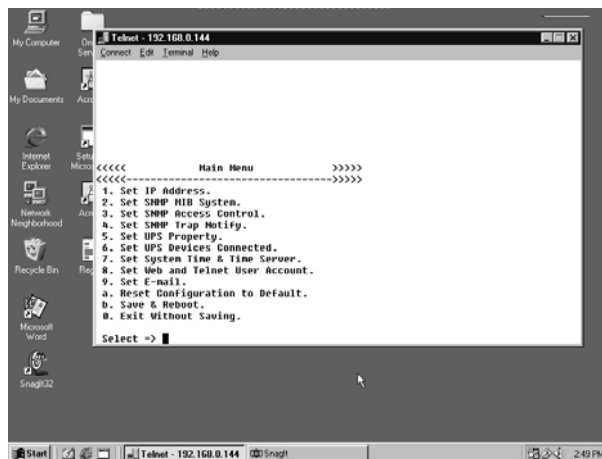 My Computer
My Documents
Internet
Explorer
Network
Neighborhood
Recycle Bin
Microsoft
Word
SnagIt32
Telnet - 192.168.0.144
Connect Edit Terminal Help
<<<<< Main Menu >>>>>
<<<<<----------------------------------->>>>>
1. Set IP Address.
2. Set SNMP MIB System.
3. Set SNMP Access Control.
4. Set SNMP Trap Notify.
5. Set UPS Property.
6. Set UPS Devices Connected.
7. Set System Time & Time Server.
8. Set Web and Telnet User Account.
9. Set E-mail.
a. Reset Configuration to Default.
b. Save & Reboot.
0. Exit Without Saving.
Select =>
Start Telnet - 192.168.0.144 SnagIt 2:49 PM